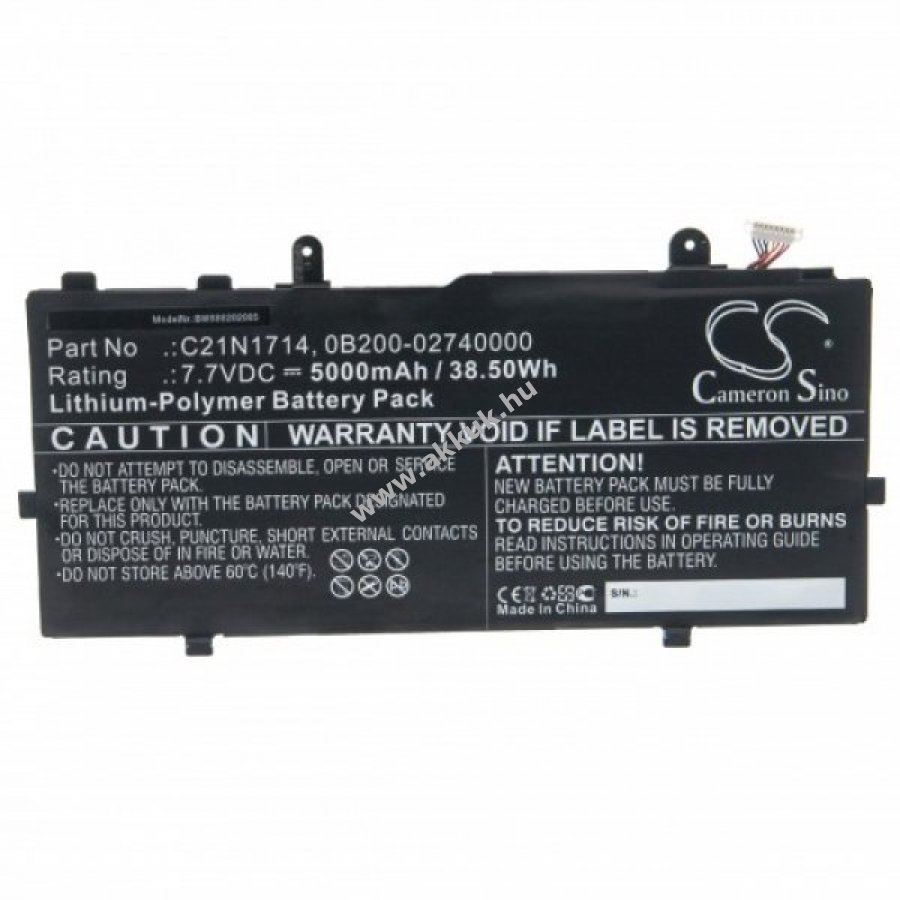 ModelNr.:BM980202085
Part No .:C21N1714, 0B200-02740000
Rating .:7.7VDC ⎓ 5000mAh / 38.50Wh
Lithium-Polymer Battery Pack
CS
Cameron Sino
CAUTION WARRANTY VOID IF LABEL IS REMOVED
•DO NOT ATTEMPT TO DISASSEMBLE, OPEN OR SERVICE
THE BATTERY PACK.
•REPLACE ONLY WITH THE BATTERY PACK DESIGNATED
FOR THIS PRODUCT.
•DO NOT CRUSH, PUNCTURE, SHORT EXTERNAL CONTACTS
OR DISPOSE OF IN FIRE OR WATER.
•DO NOT STORE ABOVE 60°C (140°F).
ATTENTION!
NEW BATTERY PACK MUST BE FULLY
CHARGED BEFORE USE.
TO REDUCE RISK OF FIRE OR BURNS
READ INSTRUCTIONS IN OPERATING GUIDE
BEFORE USING THE BATTERY.
CE
Made In China
S/N.:
www.akkuk.hu